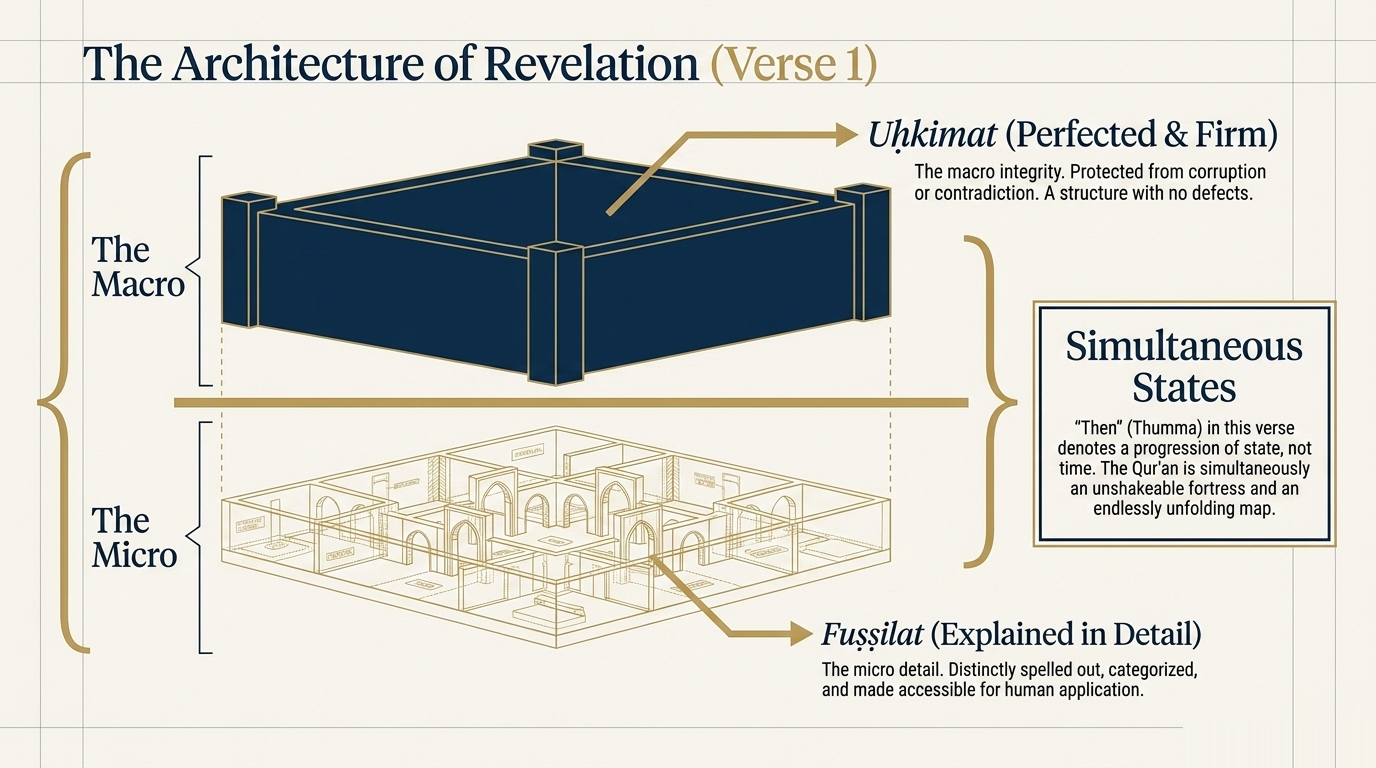 The Architecture of Revelation (Verse 1)
Uḥkimat (Perfected & Firm)
The macro integrity. Protected from corruption
or contradiction. A structure with no defects.
The
Macro
Simultaneous
States
“Then” (Thumma) in this verse
denotes a progression of state, not
time. The Qur'an is simultaneously
an unshakeable fortress and an
endlessly unfolding map.
The
Micro
Fuṣṣilat (Explained in Detail)
The micro detail. Distinctly spelled out, categorized,
and made accessible for human application.